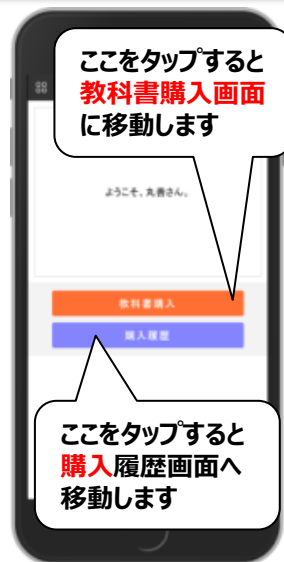 ここをタップすると
教科書購入画面
に移動します
ようこそ、丸善さん。
教科書購入
購入履歴
ここをタップすると
購入履歴画面へ
移動します